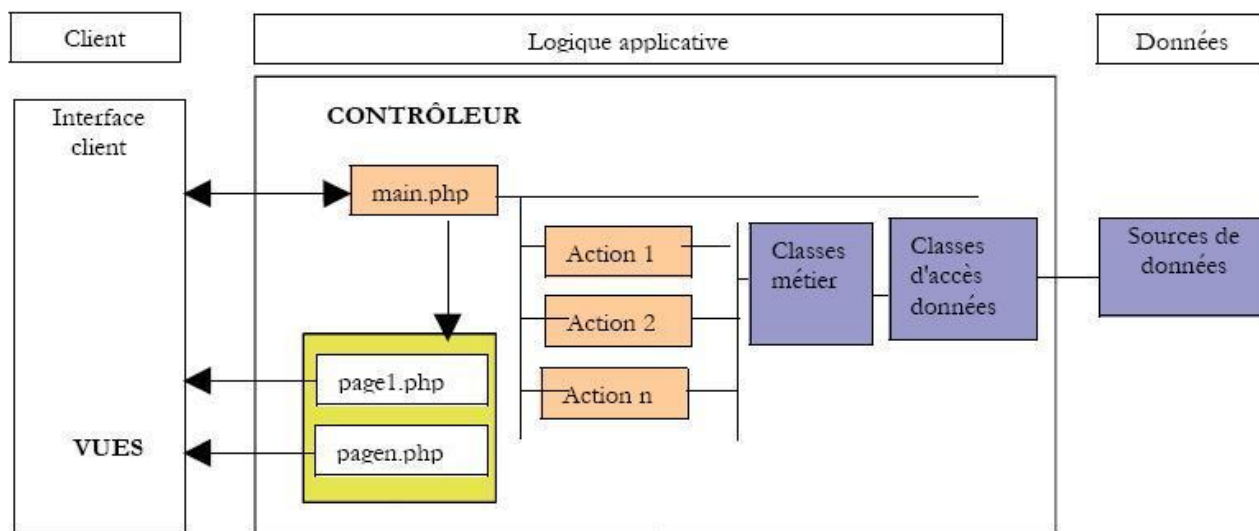 Client
Logique applicative
Données
Interface
client
CONTRÔLEUR
main.php
Action 1
Action 2
Action n
Classes
métier
Classes
d'accès
données
Sources de
données
page1.php
pagen.php
VUES